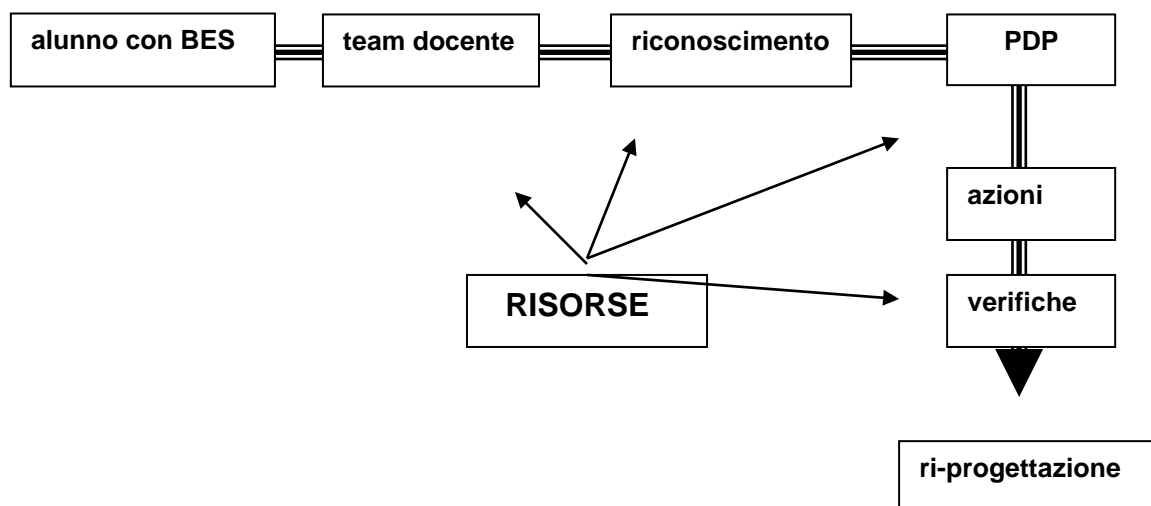 alunno con BES
team docente
riconoscimento
PDP
azioni
RISORSE
verifiche
ri-progettazione